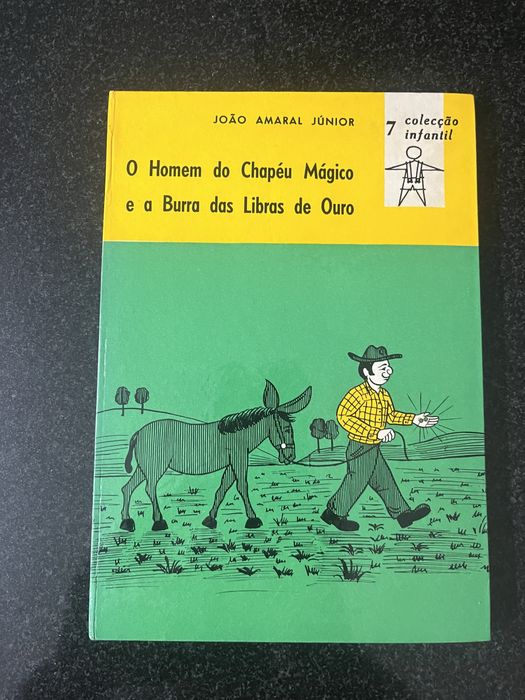 JOÃO AMARAL JÚNIOR
7 colecção
infantil
O Homem do Chapéu Mágico
e a Burra das Libras de Ouro